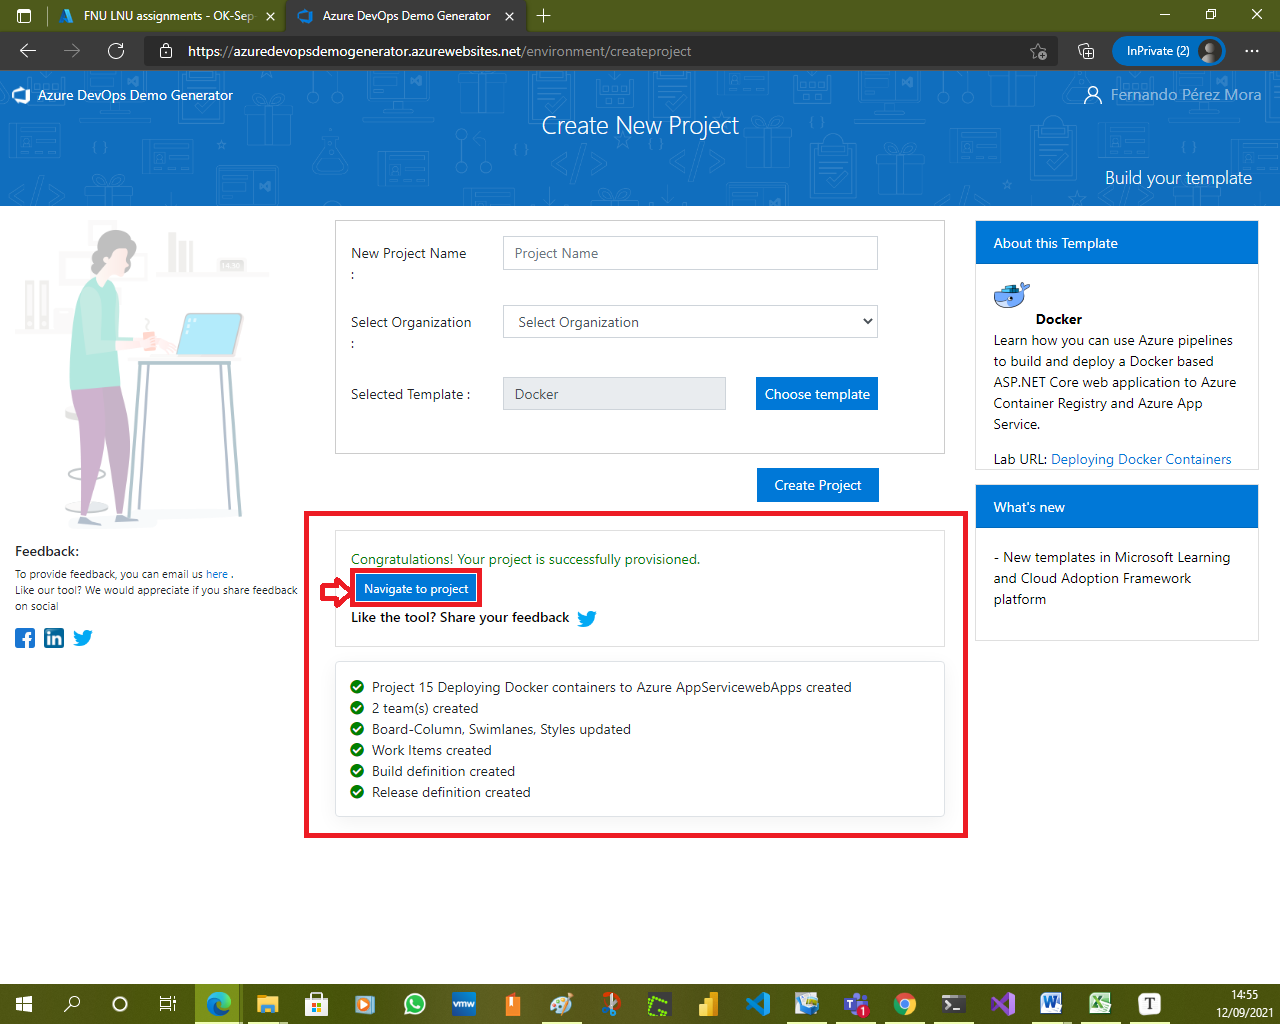 FNU LNU assignments - OK-Sep
Azure DevOps Demo Generator
https://azuredevopsdemogenerator.azurewebsites.net/environment/createproject
InPrivate (2)
Azure DevOps Demo Generator
Fernando Pérez Mora
Create New Project
Build your template
New Project Name
:
Project Name
Select Organization
:
Select Organization
Selected Template :
Docker
Choose template
Create Project
Congratulations! Your project is successfully provisioned.
Navigate to project
Like the tool? Share your feedback
Project 15 Deploying Docker containers to Azure AppServicewebApps created
2 team(s) created
Board-Column, Swimlanes, Styles updated
Work Items created
Build definition created
Release definition created
Feedback:
To provide feedback, you can email us here .
Like our tool? We would appreciate if you share feedback
on social
About this Template
Docker
Learn how you can use Azure pipelines
to build and deploy a Docker based
ASP.NET Core web application to Azure
Container Registry and Azure App
Service.
Lab URL: Deploying Docker Containers
What's new
- New templates in Microsoft Learning
and Cloud Adoption Framework
platform
vmw
1
T
14:55
12/09/2021